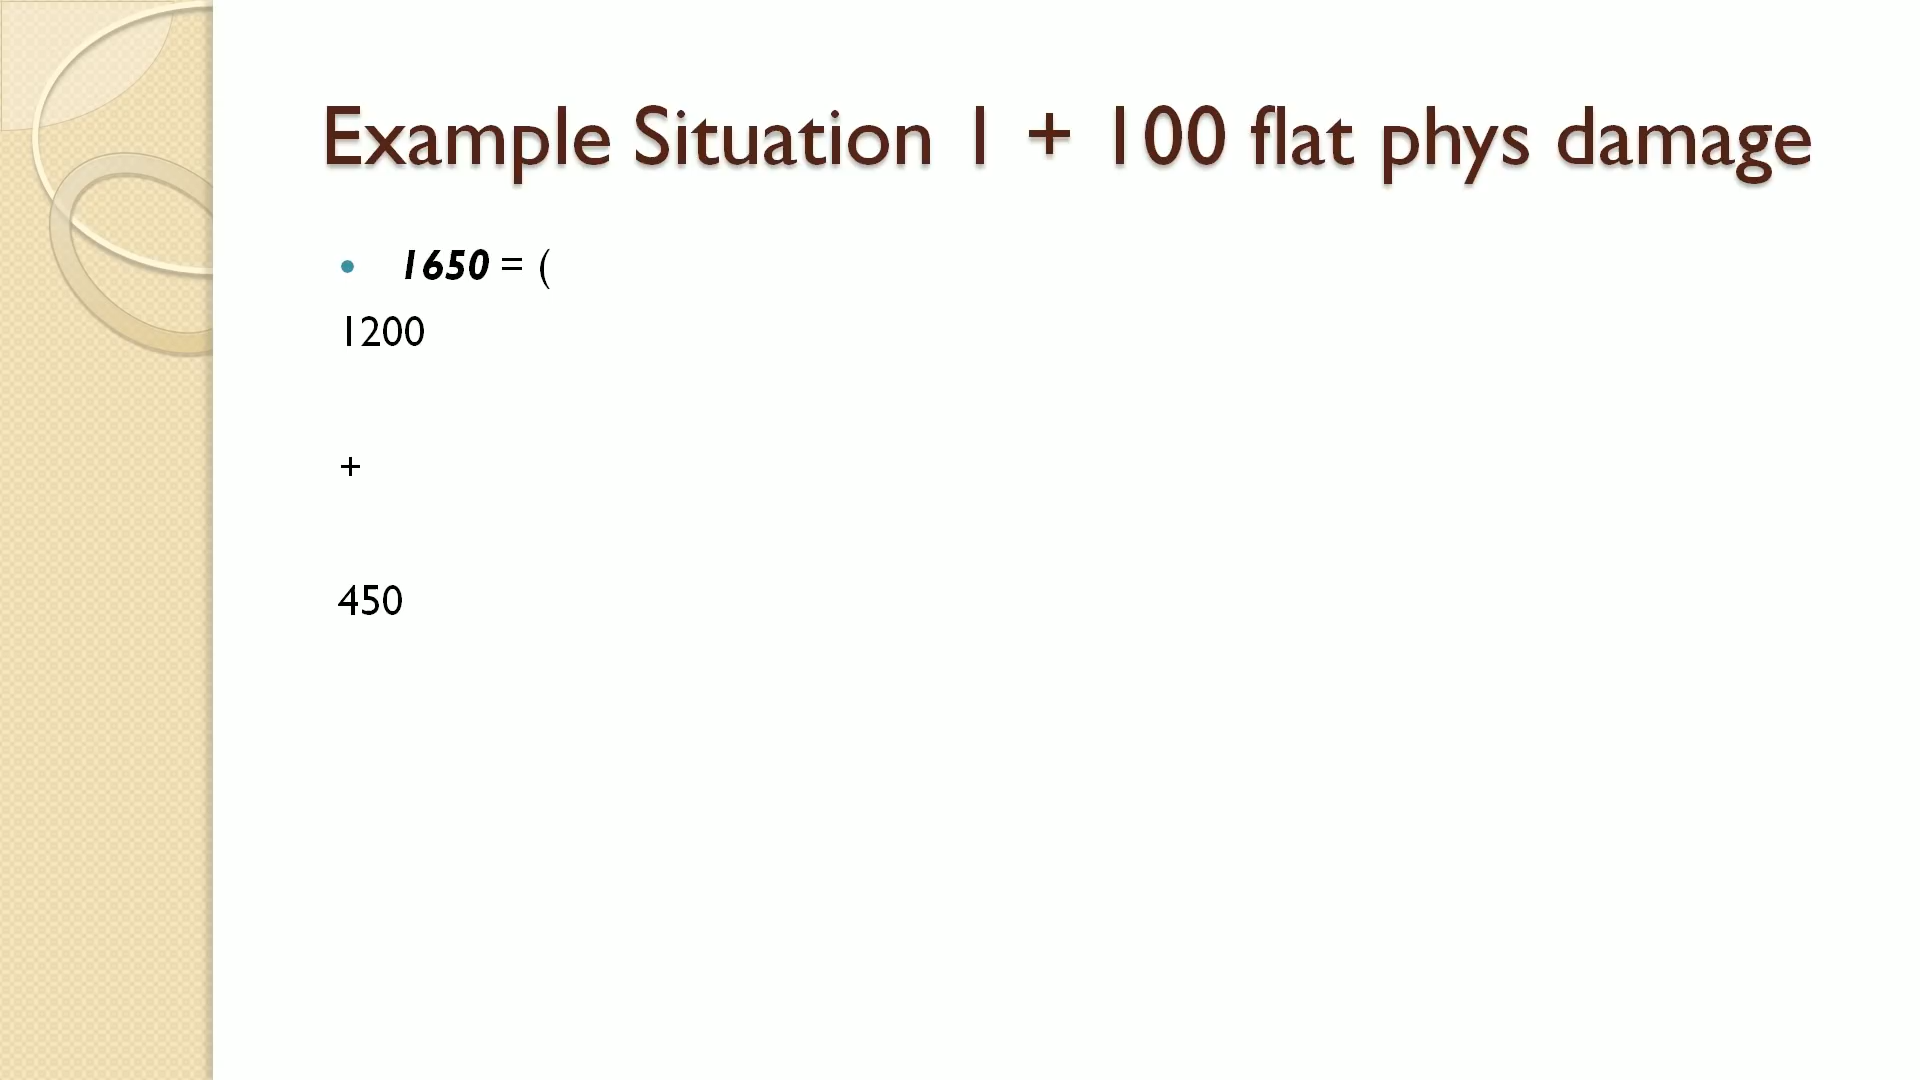 Example Situation 1 + 100 flat phys damage
• 1650 = (
1200
+
450